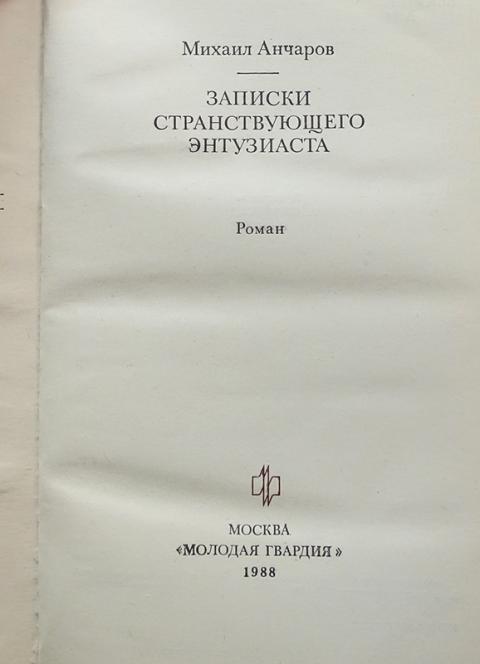 Михаил Анчаров
ЗАПИСКИ
СТРАНСТВУЮЩЕГО
ЭНТУЗИАСТА
Роман
МОСКВА
«МОЛОДАЯ ГВАРДИЯ»
1988